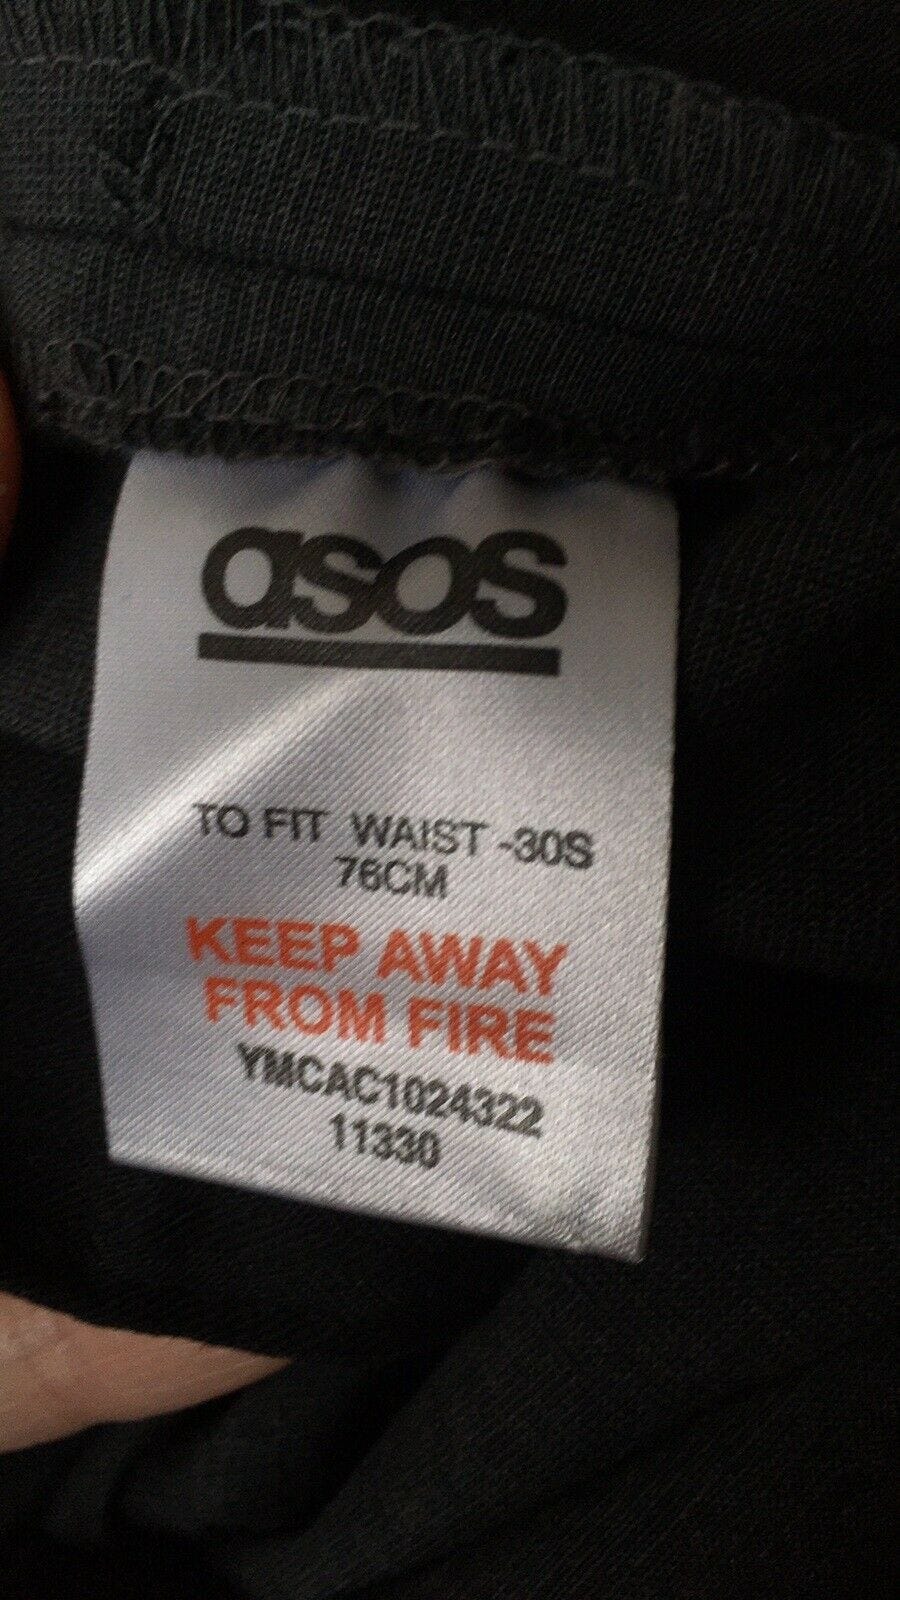 asos
TO FIT WAIST -30S
76CM
KEEP AWAY
FROM FIRE
YMCAC1024322
11330